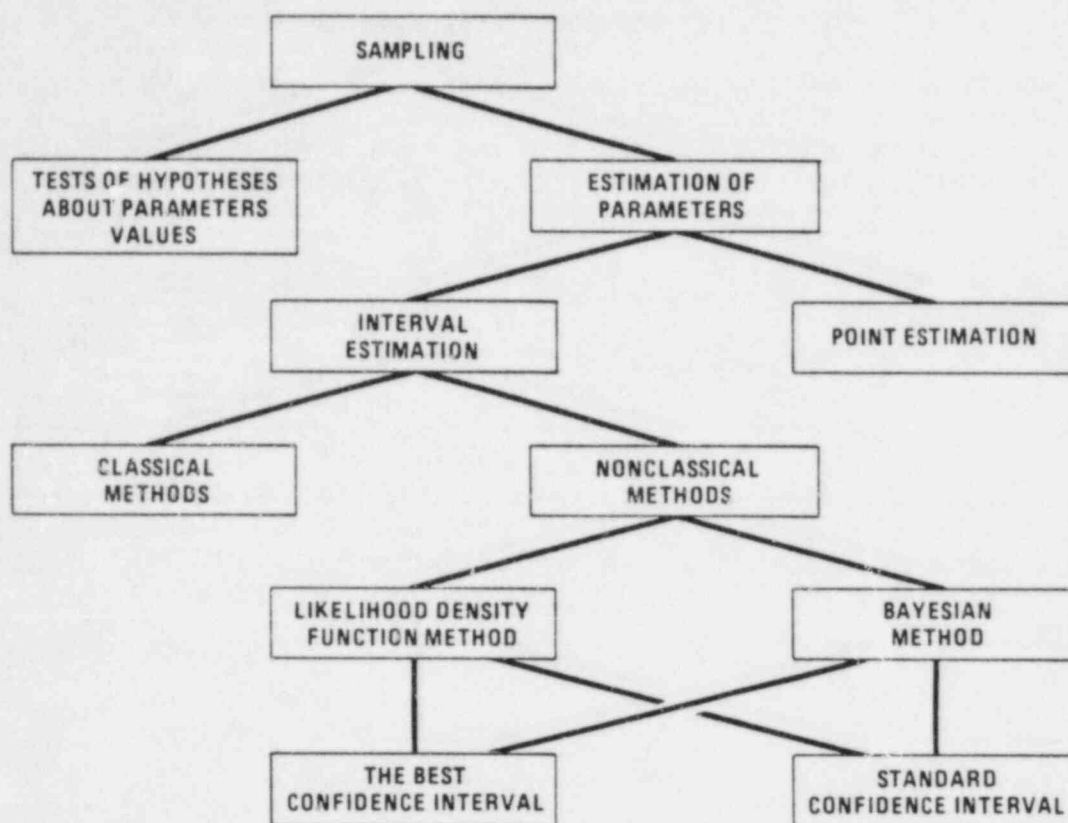 SAMPLING
TESTS OF HYPOTHESES
ABOUT PARAMETERS
VALUES
ESTIMATION OF
PARAMETERS
INTERVAL
ESTIMATION
POINT ESTIMATION
CLASSICAL
METHODS
NONCLASSICAL
METHODS
LIKELIHOOD DENSITY
FUNCTION METHOD
BAYESIAN
METHOD
THE BEST
CONFIDENCE INTERVAL
STANDARD
CONFIDENCE INTERVAL